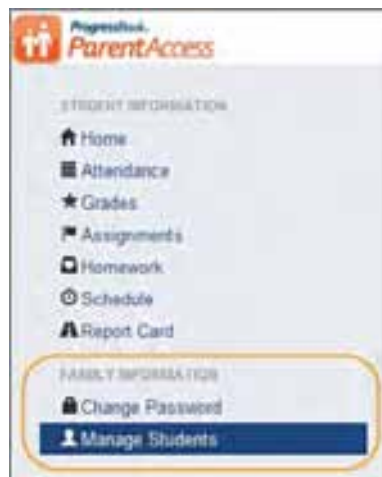 ProgressBook
ParentAccess
STUDENT INFORMATION
Home
Attendance
Grades
Assignments
Homework
Schedule
Report Card
FAMILY INFORMATION
Change Password
Manage Students